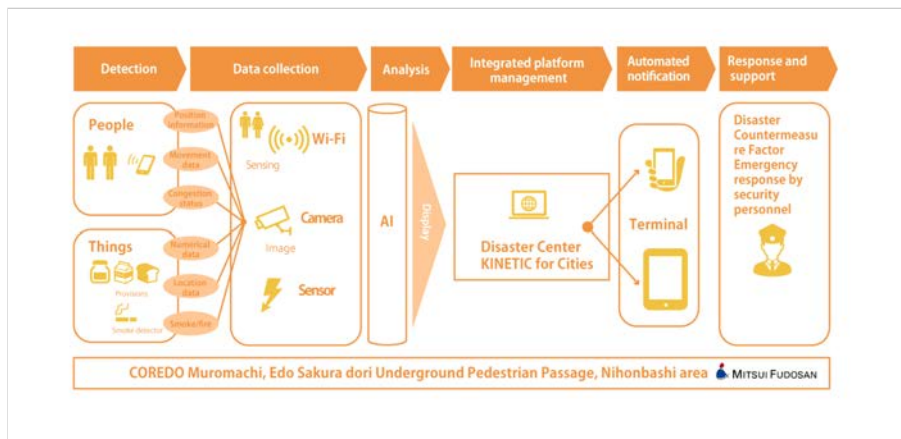 Detection
Data collection
Analysis
Integrated platform
management
Automated
notification
Response and
support
People
Position
information
Movement
data
Congestion
status
Things
Provisions
Smoke detector
Numerical
data
Location
data
Smoke/fire
Wi-Fi
Sensing
Camera
Image
Sensor
AI
Display
Disaster Center
KINETIC for Cities
Terminal
Disaster
Countermeasu
re Factor
Emergency
response by
security
personnel
COREDO Muromachi, Edo Sakura dori Underground Pedestrian Passage, Nihonbashi area MITSUI FUDOSAN